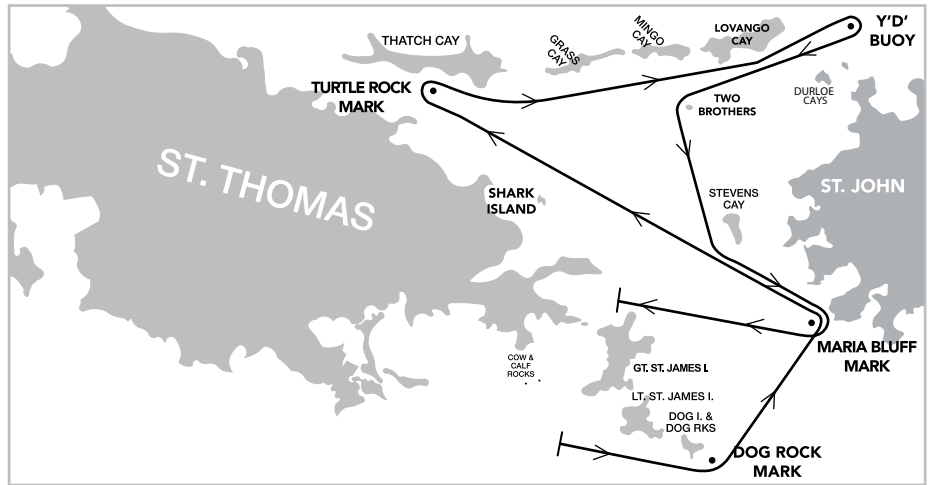 Y'D'
BUOY
LOVANGO
CAY
MINGO
CAY
GRASS
CAY
THATCH CAY
TURTLE ROCK
MARK
TWO
BROTHERS
DURLOE
CAYS
ST. THOMAS
ST. JOHN
SHARK
ISLAND
STEVENS
CAY
MARIA BLUFF
MARK
COW &
CALF
ROCKS
GT. ST. JAMES I.
LT. ST. JAMES I.
DOG I. &
DOG RKS
DOG ROCK
MARK